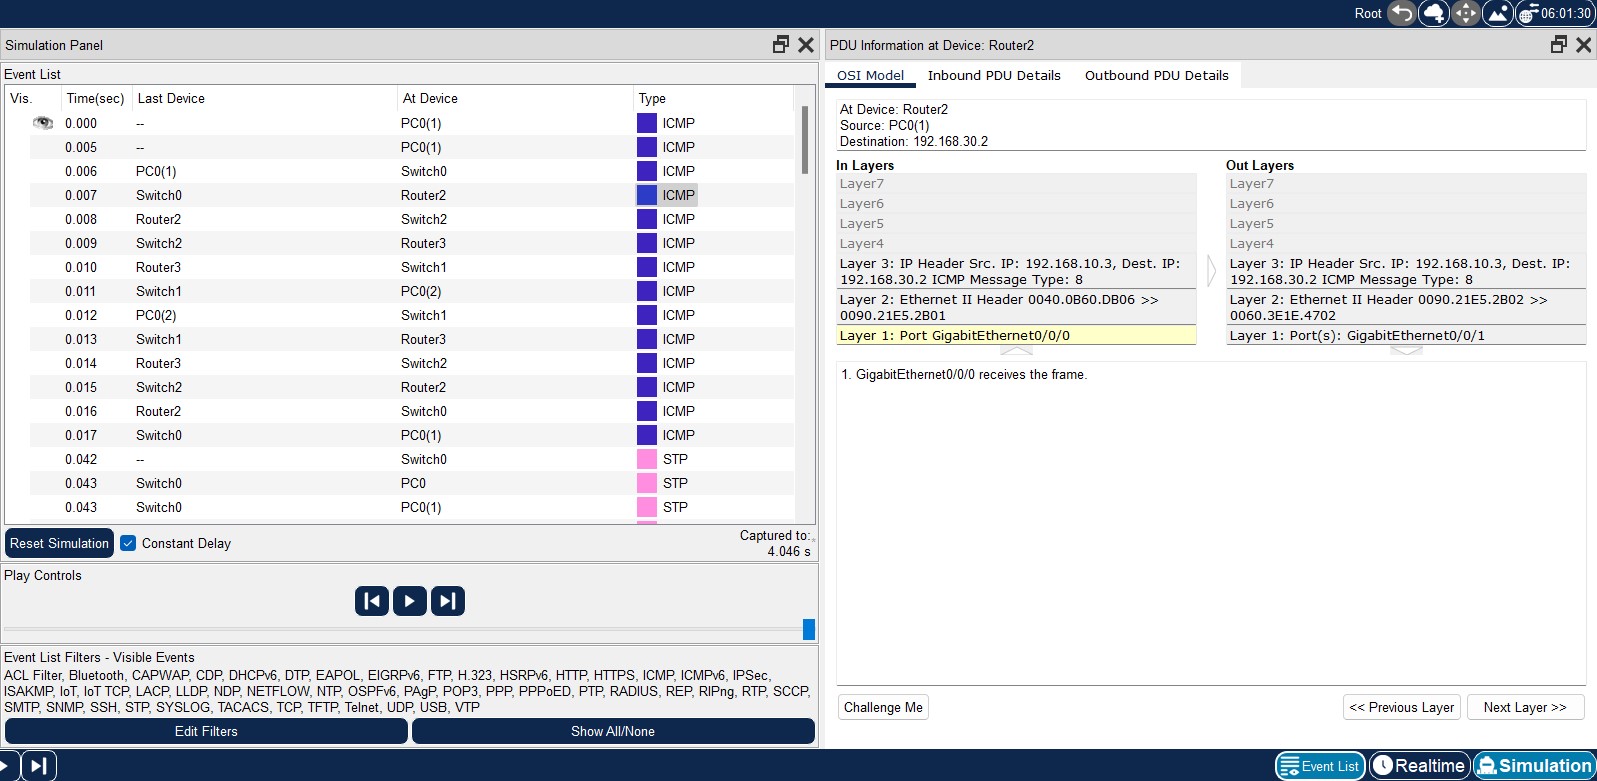 Root
06:01:30
Simulation Panel
Event List
Vis. Time(sec) Last Device At Device Type
0.000 -- PC0(1) ICMP
0.005 -- PC0(1) ICMP
0.006 PC0(1) Switch0 ICMP
0.007 Switch0 Router2 ICMP
0.008 Router2 Switch2 ICMP
0.009 Switch2 Router3 ICMP
0.010 Router3 Switch1 ICMP
0.011 Switch1 PC0(2) ICMP
0.012 PC0(2) Switch1 ICMP
0.013 Switch1 Router3 ICMP
0.014 Router3 Switch2 ICMP
0.015 Switch2 Router2 ICMP
0.016 Router2 Switch0 ICMP
0.017 Switch0 PC0(1) ICMP
0.042 -- Switch0 STP
0.043 Switch0 PC0 STP
0.043 Switch0 PC0(1) STP
Reset Simulation Constant Delay
Captured to:
4.046 s
Play Controls
Event List Filters - Visible Events
ACL Filter, Bluetooth, CAPWAP, CDP, DHCPv6, DTP, EAPOL, EIGRPv6, FTP, H.323, HSRPv6, HTTP, HTTPS, ICMP, ICMPv6, IPSec,
ISAKMP, IoT, IoT TCP, LACP, LLDP, NDP, NETFLOW, NTP, OSPFv6, PAgP, POP3, PPP, PPPoED, PTP, RADIUS, REP, RIPng, RTP, SCCP,
SMTP, SNMP, SSH, STP, SYSLOG, TACACS, TCP, TFTP, Telnet, UDP, USB, VTP
Edit Filters Show All/None
PDU Information at Device: Router2
OSI Model Inbound PDU Details Outbound PDU Details
At Device: Router2
Source: PC0(1)
Destination: 192.168.30.2
In Layers
Layer7
Layer6
Layer5
Layer4
Layer 3: IP Header Src. IP: 192.168.10.3, Dest. IP:
192.168.30.2 ICMP Message Type: 8
Layer 2: Ethernet II Header 0040.0B60.DB06 >>
0090.21E5.2B01
Layer 1: Port GigabitEthernet0/0/0
Out Layers
Layer7
Layer6
Layer5
Layer4
Layer 3: IP Header Src. IP: 192.168.10.3, Dest. IP:
192.168.30.2 ICMP Message Type: 8
Layer 2: Ethernet II Header 0090.21E5.2B02 >>
0060.3E1E.4702
Layer 1: Port(s): GigabitEthernet0/0/1
1. GigabitEthernet0/0/0 receives the frame.
Challenge Me << Previous Layer Next Layer >>
Event List Realtime Simulation